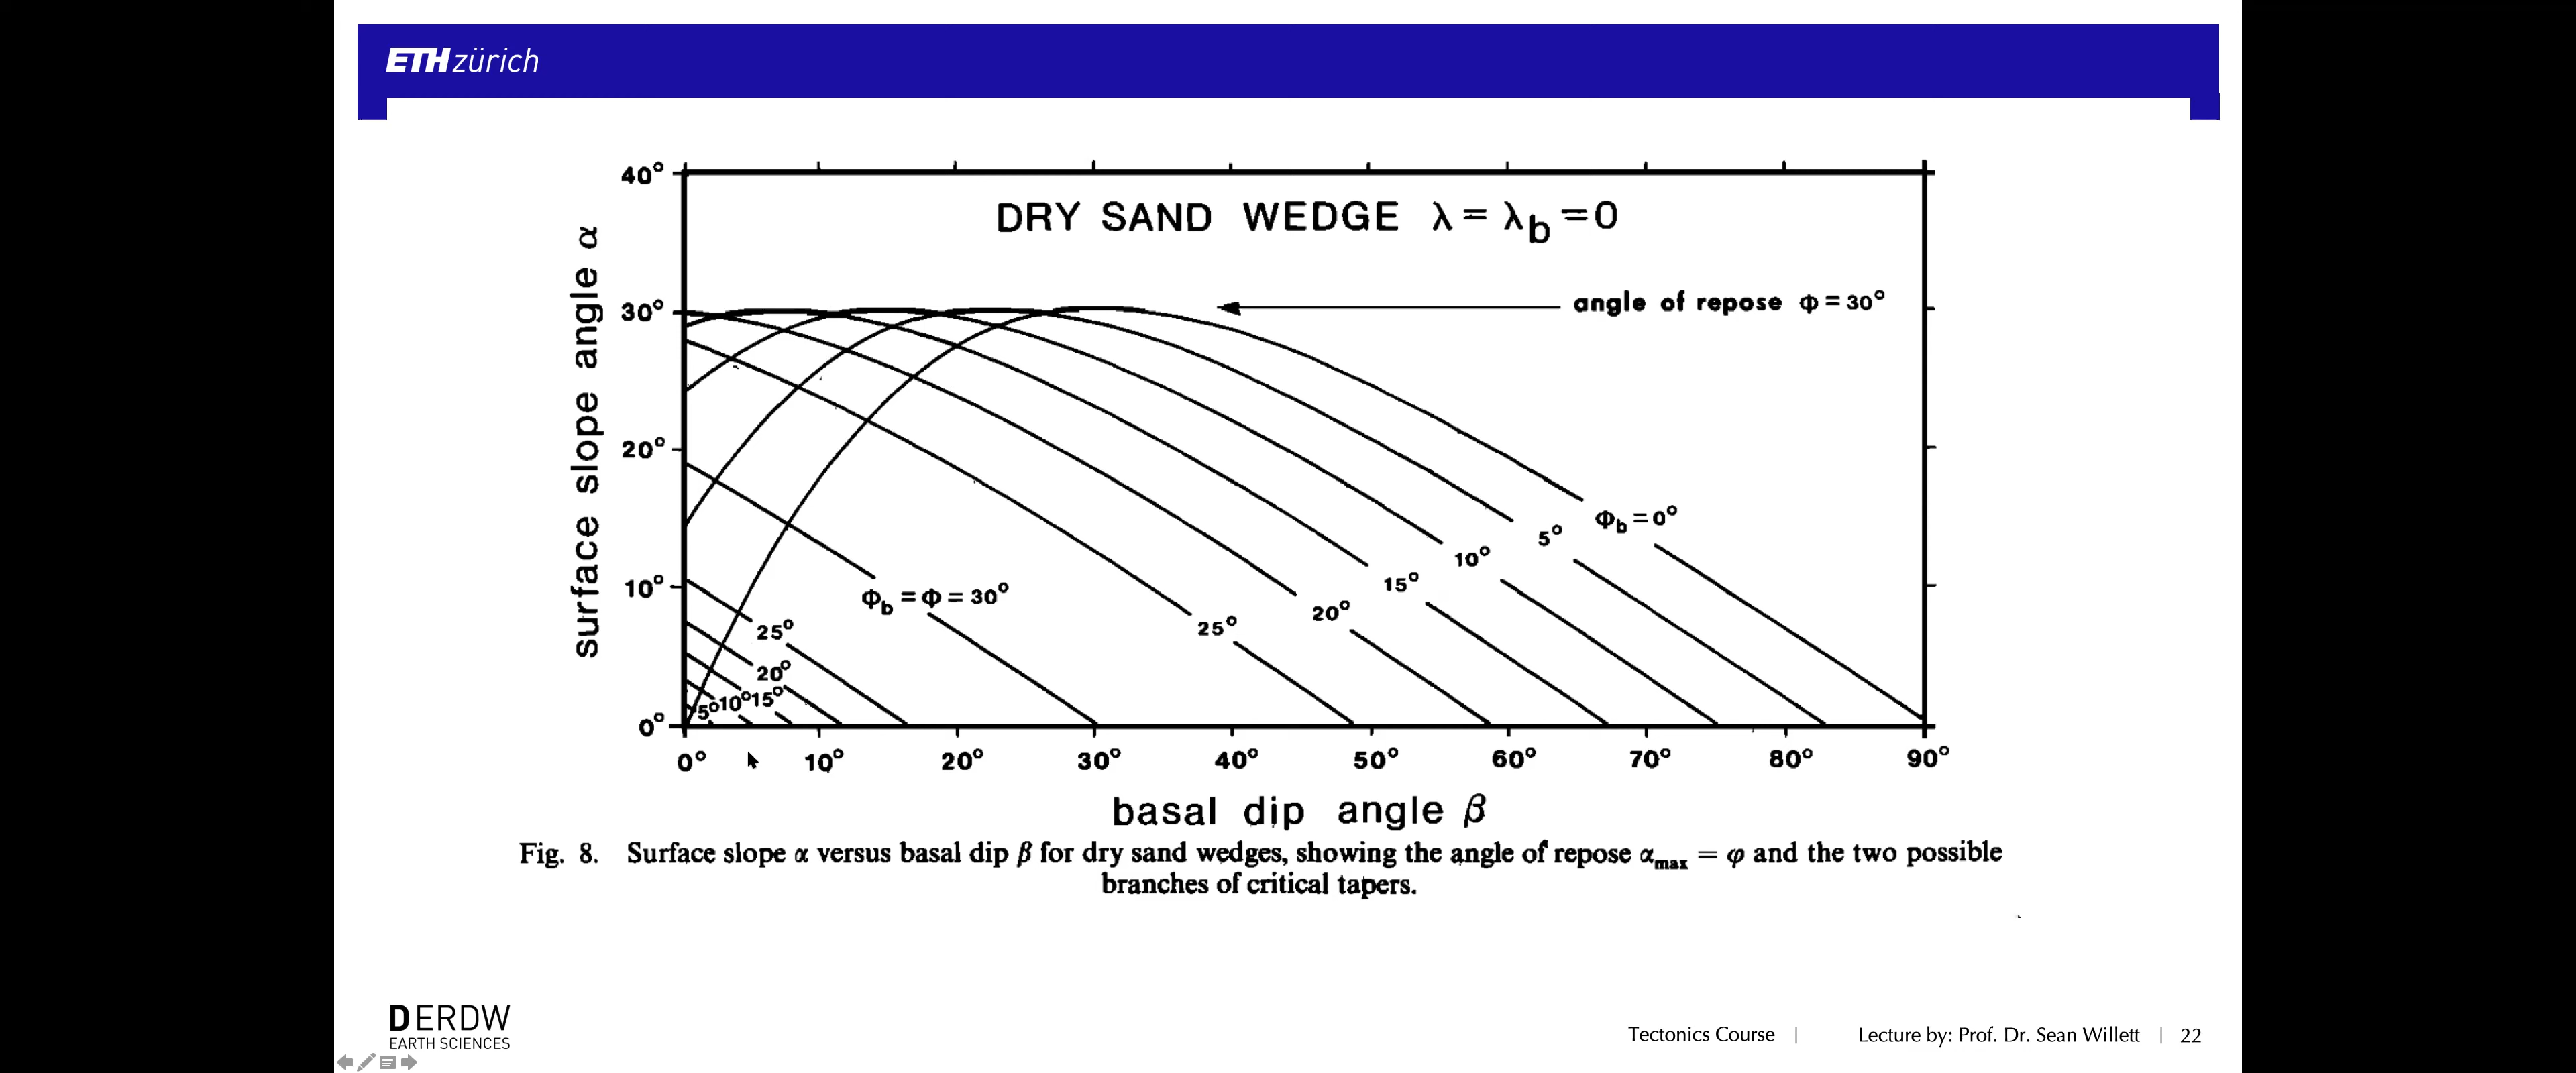 ETH zürich
DRY SAND WEDGE λ = λb = 0
angle of repose Φ = 30°
surface slope angle α
40°
30°
20°
10°
0°
Φb = 0°
5°
10°
15°
20°
25°
Φb = Φ = 30°
25°
20°
15°
10°
5°
0° 10° 20° 30° 40° 50° 60° 70° 80° 90°
basal dip angle β
Fig. 8. Surface slope α versus basal dip β for dry sand wedges, showing the angle of repose αmax = φ and the two possible
branches of critical tapers.
DERDW
EARTH SCIENCES
Tectonics Course | Lecture by: Prof. Dr. Sean Willett | 22